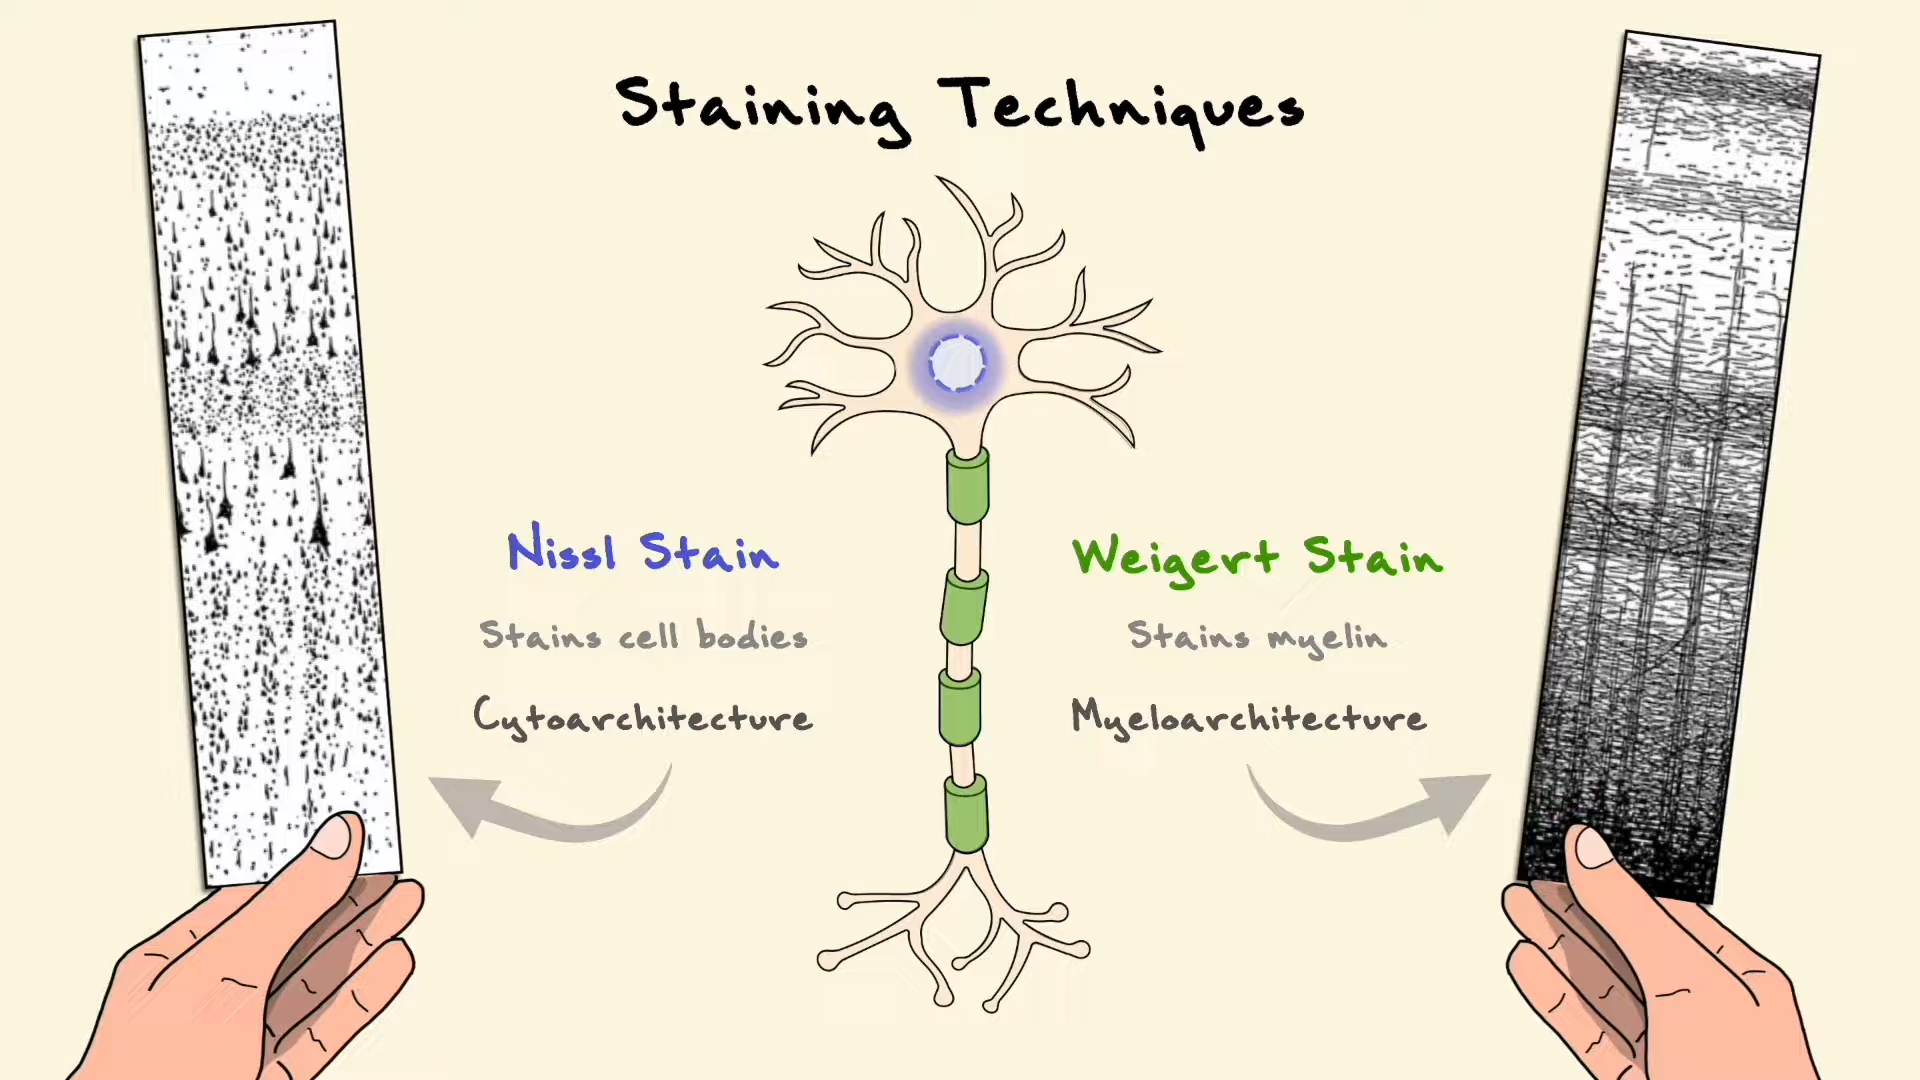 Staining Techniques
Nissl Stain
Stains cell bodies
Cytoarchitecture
Weigert Stain
Stains myelin
Myeloarchitecture